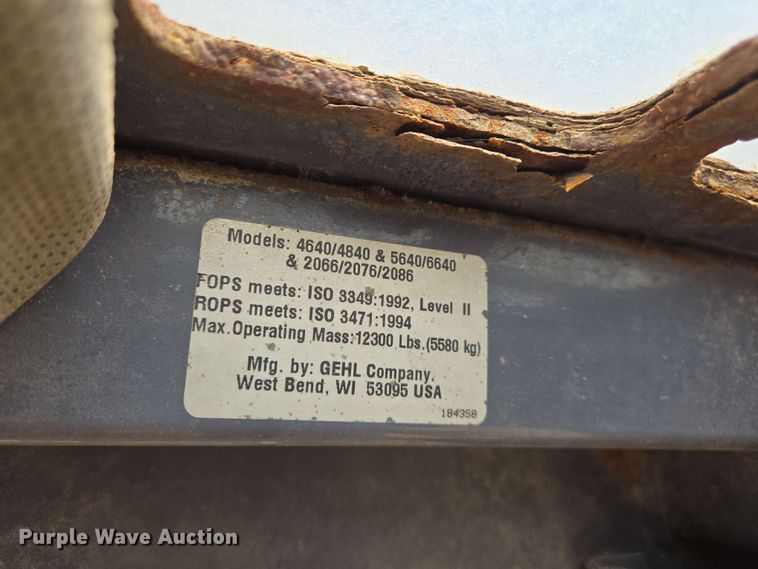 Models: 4640/4840 & 5640/6640
& 2066/2076/2086
FOPS meets: ISO 3349:1992, Level II
ROPS meets: ISO 3471:1994
Max. Operating Mass:12300 Lbs.(5580 kg)
Mfg. by: GEHL Company.
West Bend, WI 53095 USA
184358
Purple Wave Auction®